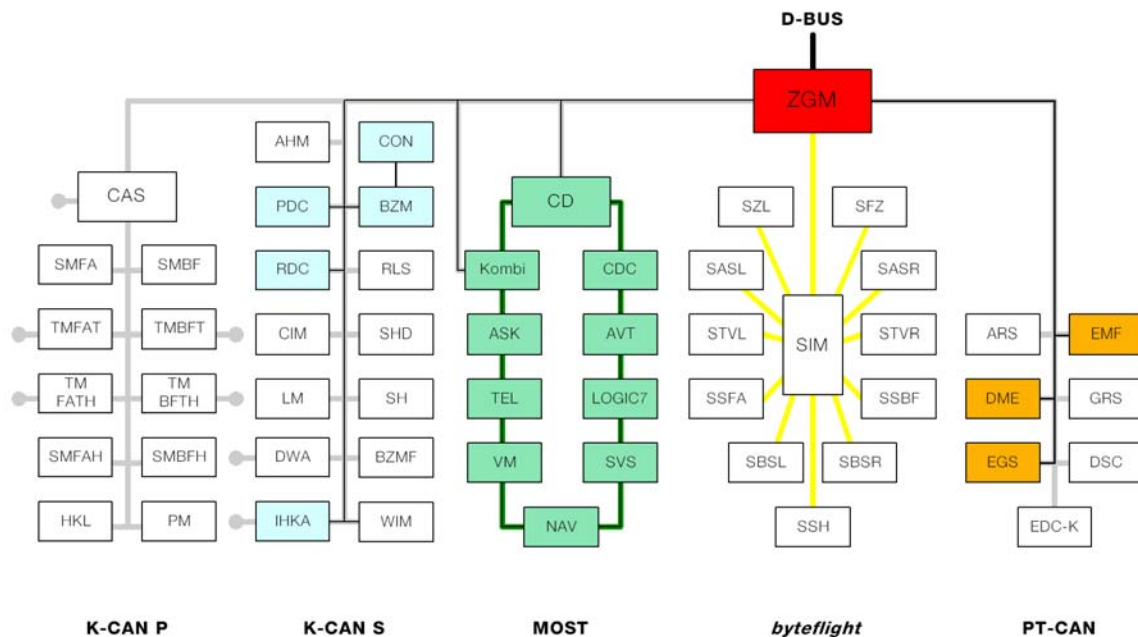 D-BUS
ZGM
CAS
SMFA
SMBF
TMFAT
TMBFT
TM
FATH
TM
BFTH
SMFAH
SMBFH
HKL
PM
AHM
CON
PDC
BZM
RDC
RLS
CIM
SHD
LM
SH
DWA
BZMF
IHKA
WIM
CD
Kombi
CDC
ASK
AVT
TEL
LOGIC7
VM
SVS
NAV
SZL
SFZ
SASL
SASR
STVL
SIM
STVR
SSFA
SSBF
SBSL
SBSR
SSH
ARS
EMF
DME
GRS
EGS
DSC
EDC-K
K-CAN P
K-CAN S
MOST
byteflight
PT-CAN